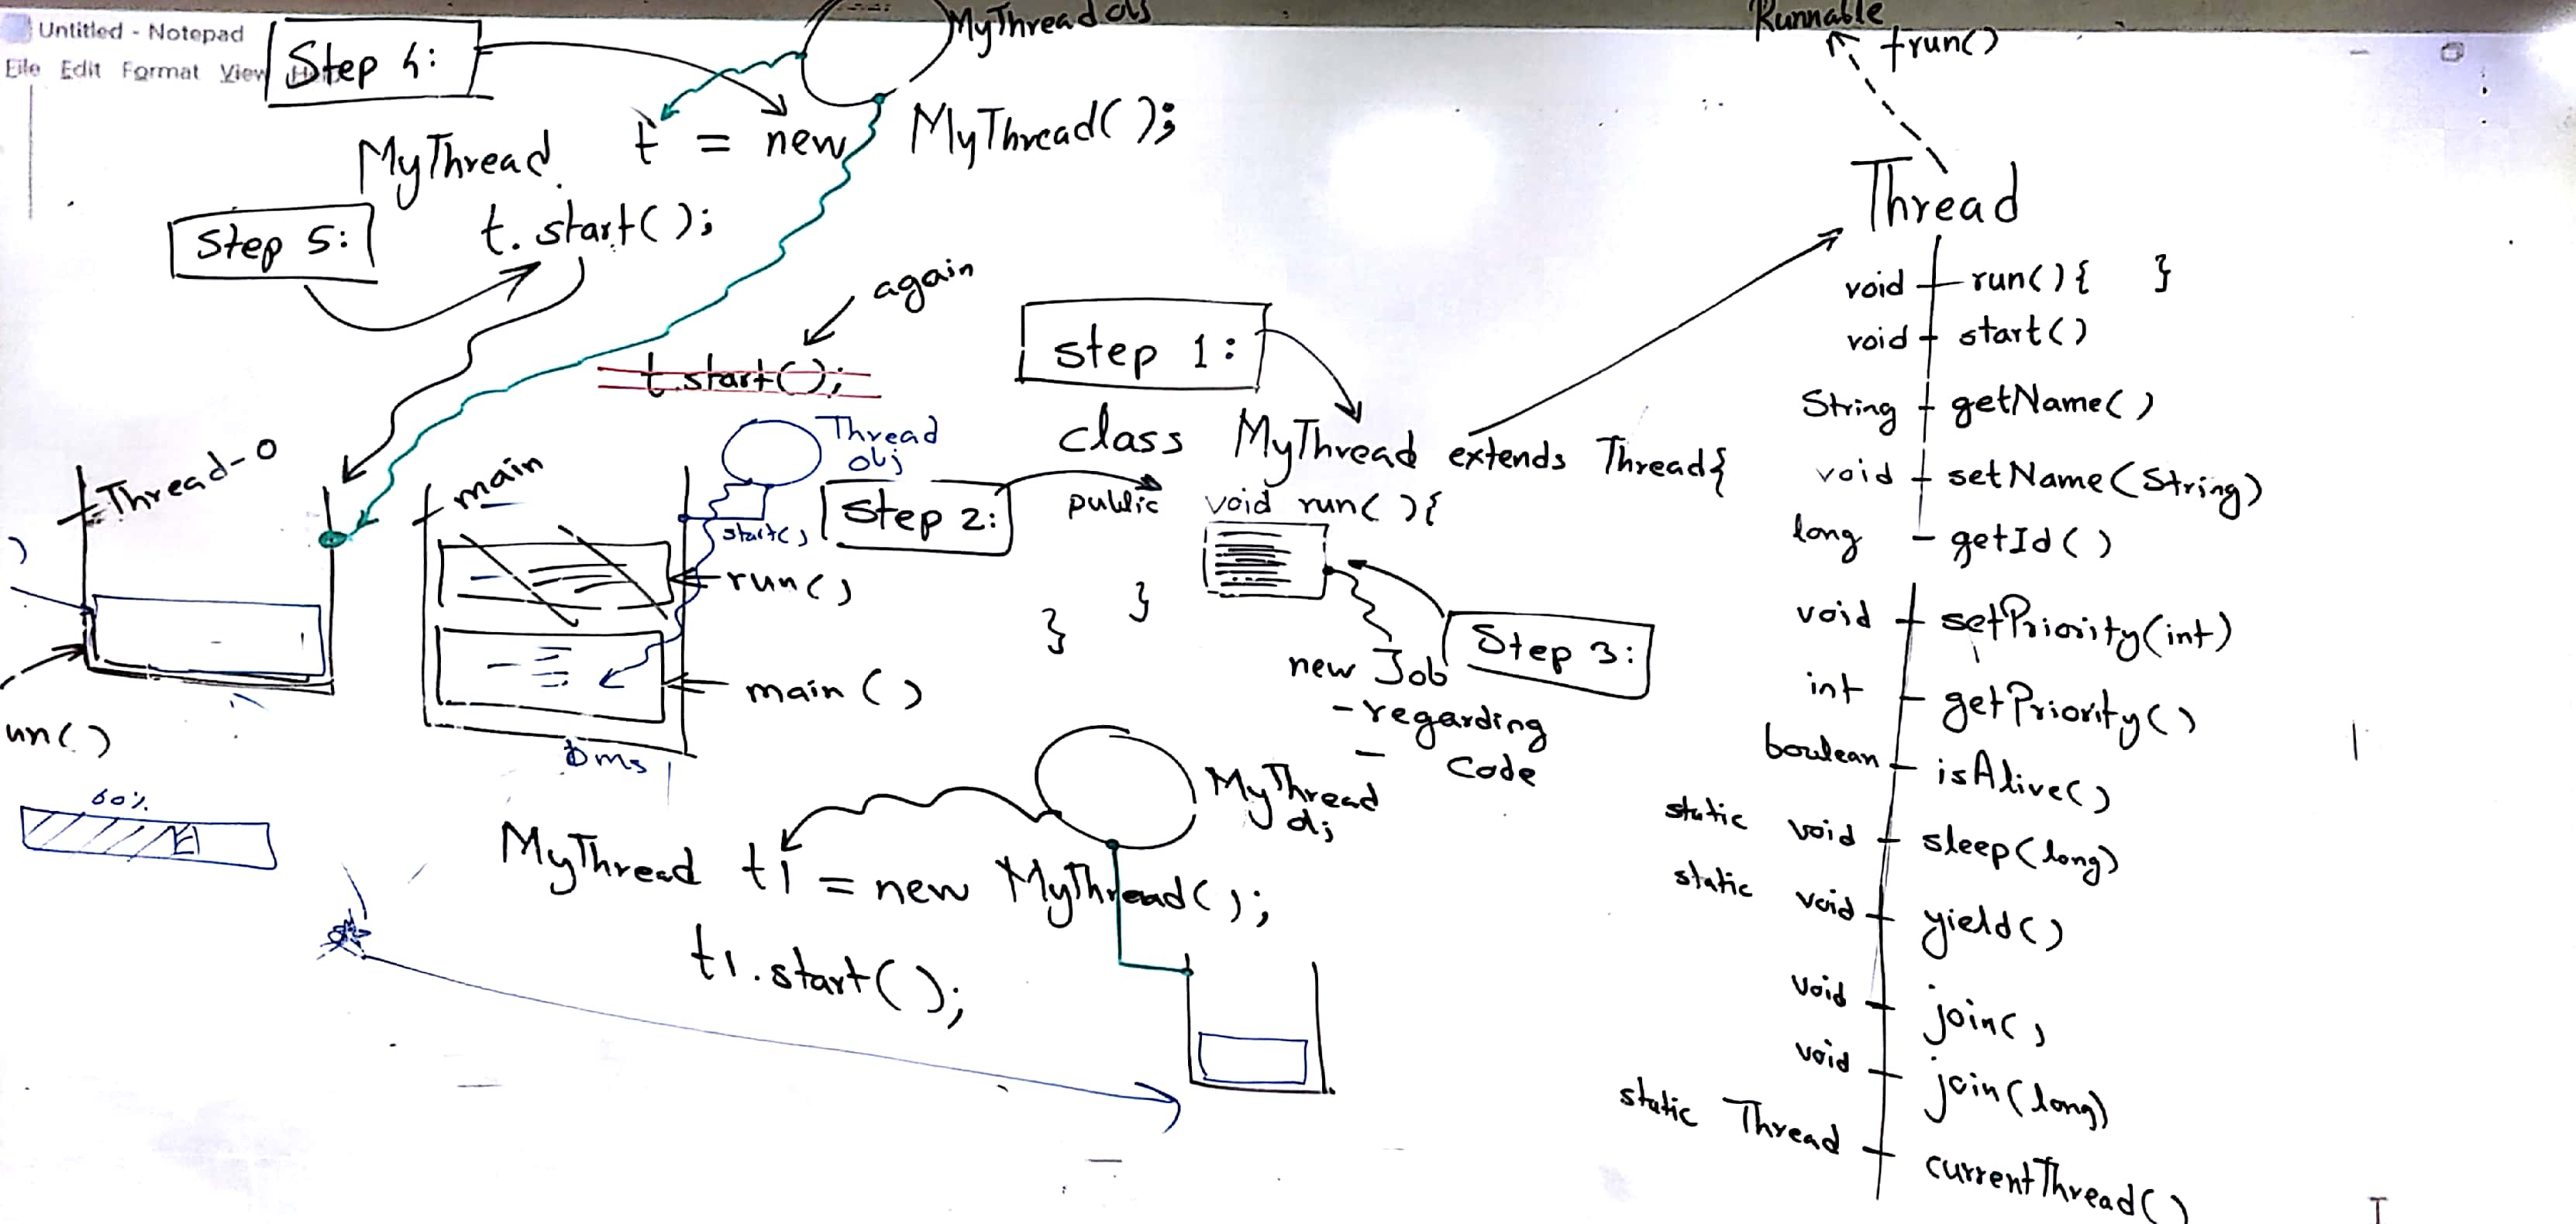 Untitled - Notepad
File Edit Format View
Step 4:
MyThread obj
MyThread t = new MyThread();
Step 5:
t.start();
again
t.start();
Thread-0
un()
60%
main
Thread
obj
start()
run()
main()
ms
step 1:
class MyThread extends Thread{
Step 2:
public void run(){
}
}
Step 3:
new Job
- regarding
- Code
MyThread
obj
MyThread t1 = new MyThread();
t1.start();
Runnable
+run()
Thread
void run(){ }
void start()
String getName()
void setName(String)
long getId()
void setPriority(int)
int getPriority()
boolean isAlive()
static void sleep(long)
static void yield()
void join()
void join(long)
static Thread currentThread()